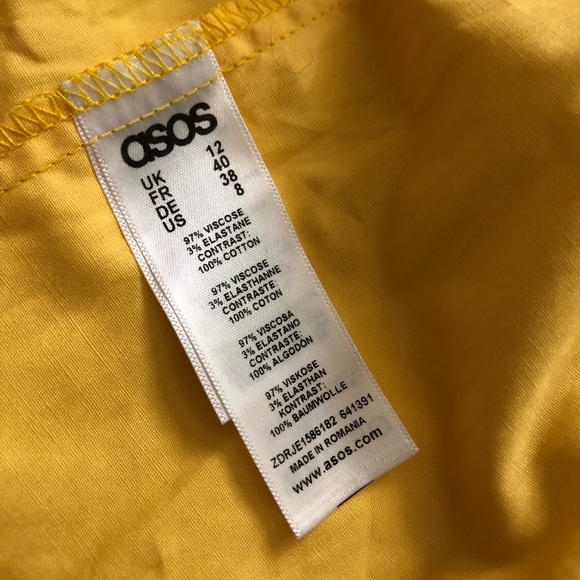 asos
UK 12
FR 40
DE 38
US 8
97% VISCOSE
3% ELASTANE
CONTRAST:
100% COTTON
97% VISCOSE
3% ELASTHANNE
CONTRASTE:
100% COTON
97% VISCOSA
3% ELASTANO
CONTRASTE:
100% ALGODÓN
97% VISKOSE
3% ELASTHAN
KONTRAST:
100% BAUMWOLLE
ZDRJE1586182 641391
MADE IN ROMANIA
www.asos.com